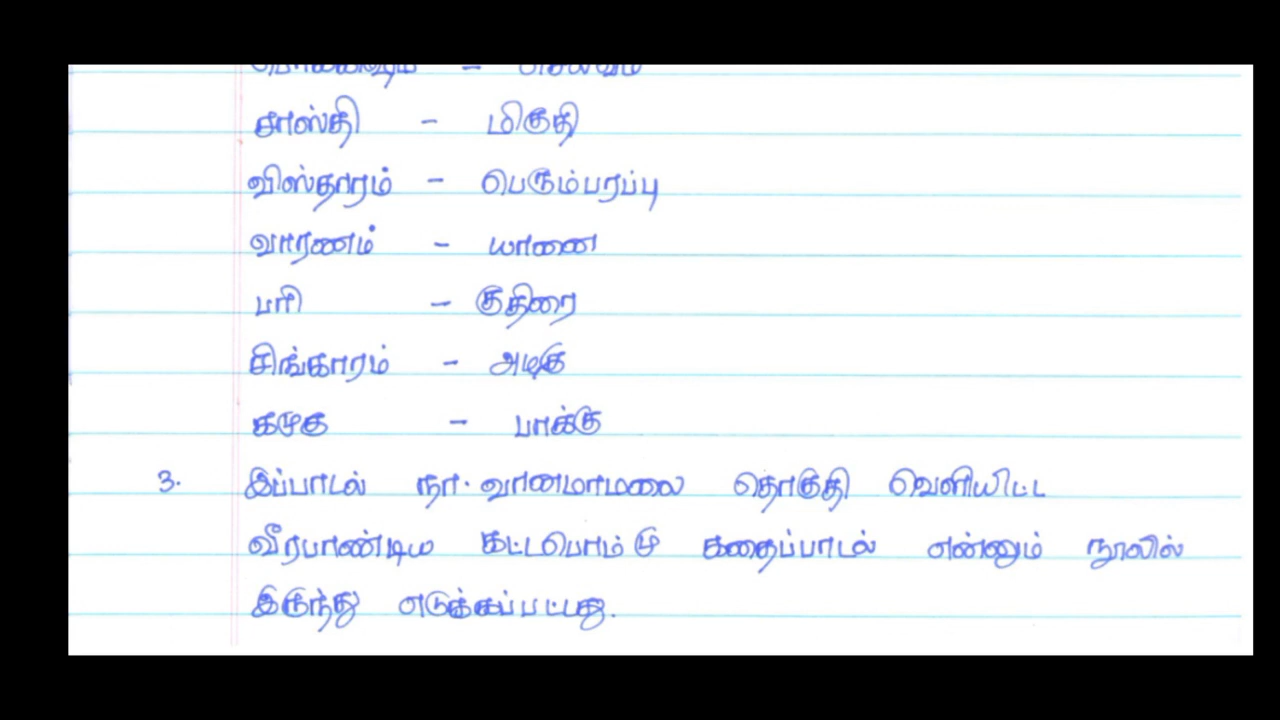 சாஸ்தி - மிகுதி
விஸ்தாரம் - பெரும்பரப்பு
வாரணம் - யானை
பரி - குதிரை
சிங்காரம் - அழகு
கமுகு - பாக்கு
3. இப்பாடல் நா. வானமாமலை தொகுதி வெளியிட்ட
வீரபாண்டிய கட்டபொம்மு கதைப்பாடல் என்னும் நூலில்
இருந்து எடுக்கப்பட்டது.